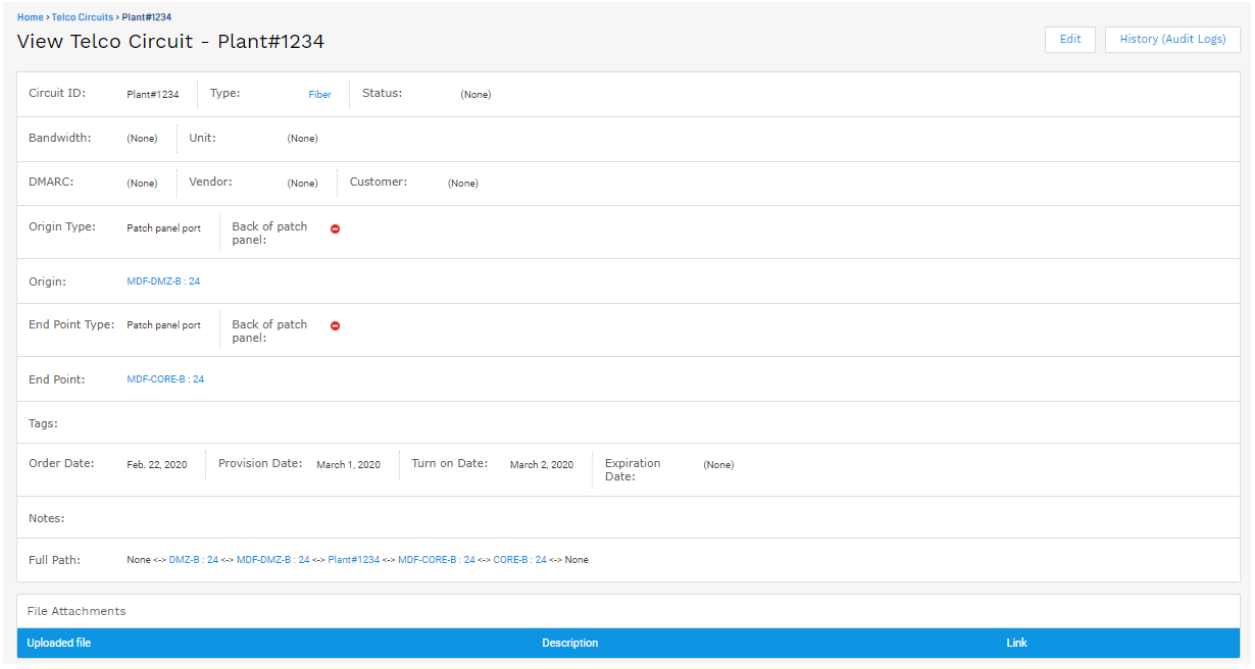 Home › Telco Circuits › Plant#1234
View Telco Circuit - Plant#1234
Edit
History (Audit Logs)
Circuit ID: Plant#1234 Type: Fiber Status: (None)
Bandwidth: (None) Unit: (None)
DMARC: (None) Vendor: (None) Customer: (None)
Origin Type: Patch panel port Back of patch
panel:
Origin: MDF-DMZ-B : 24
End Point Type: Patch panel port Back of patch
panel:
End Point: MDF-CORE-B : 24
Tags:
Order Date: Feb. 22, 2020 Provision Date: March 1, 2020 Turn on Date: March 2, 2020 Expiration (None)
Date:
Notes:
Full Path: None <-> DMZ-B : 24 <-> MDF-DMZ-B : 24 <-> Plant#1234 <-> MDF-CORE-B : 24 <-> CORE-B : 24 <-> None
File Attachments
Uploaded file Description Link